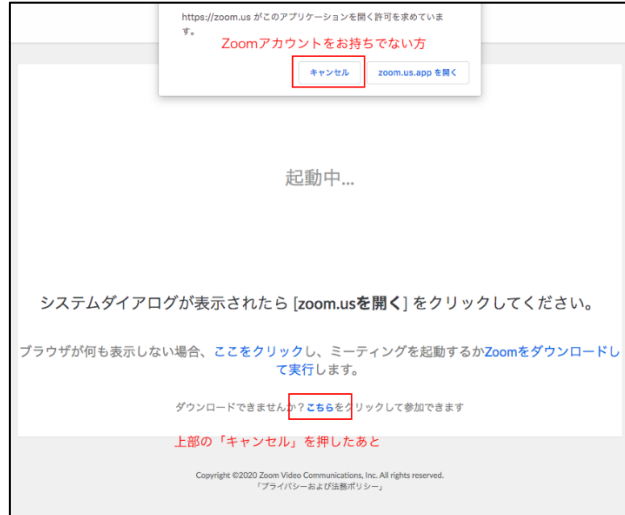 https://zoom.us がこのアプリケーションを開く許可を求めていま
す。
Zoomアカウントをお持ちでない方
キャンセル
zoom.us.app を開く
起動中...
システムダイアログが表示されたら [zoom.usを開く] をクリックしてください。
ブラウザが何も表示しない場合、ここをクリックし、ミーティングを起動するかZoomをダウンロードし
て実行します。
ダウンロードできませんか？こちらをクリックして参加できます
上部の「キャンセル」を押したあと
Copyright ©2020 Zoom Video Communications, Inc. All rights reserved.
「プライバシーおよび法務ポリシー」